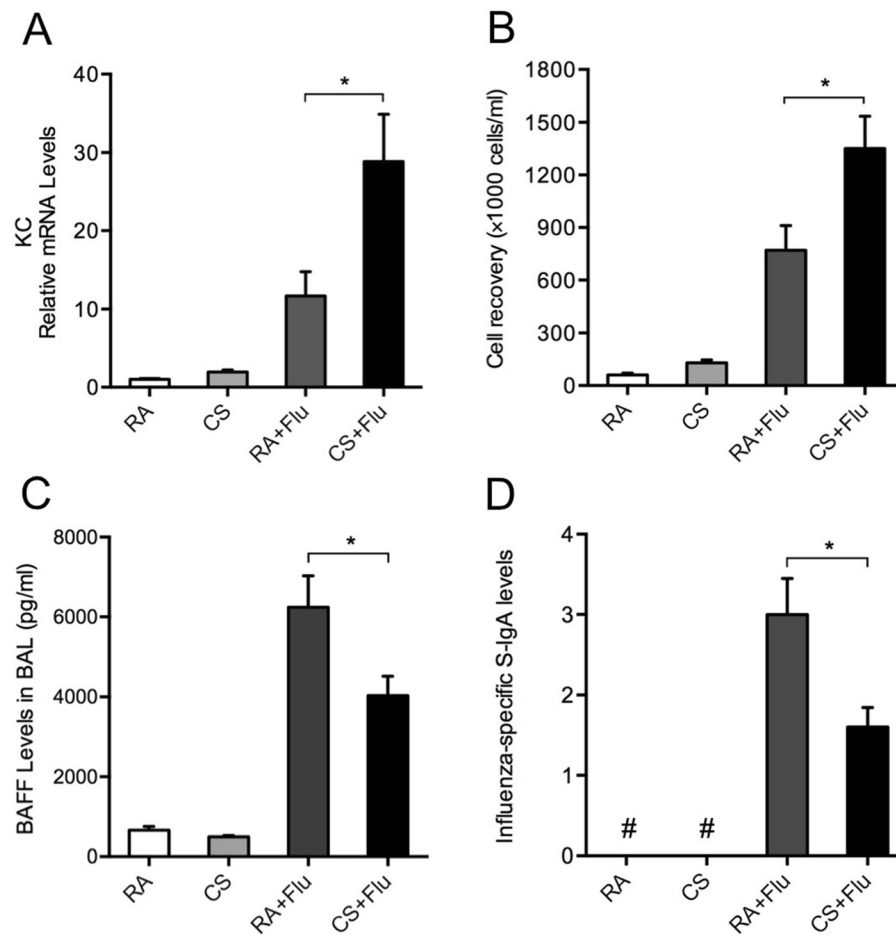 A
KC
Relative mRNA Levels
40
30
20
10
0
*
RA
CS
RA+Flu
CS+Flu
B
Cell recovery (×1000 cells/ml)
1800
1500
1200
900
600
300
0
*
RA
CS
RA+Flu
CS+Flu
C
BAFF Levels in BAL (pg/ml)
8000
6000
4000
2000
0
*
RA
CS
RA+Flu
CS+Flu
D
Influenza-specific S-IgA levels
4
3
2
1
0
*
#
#
RA
CS
RA+Flu
CS+Flu